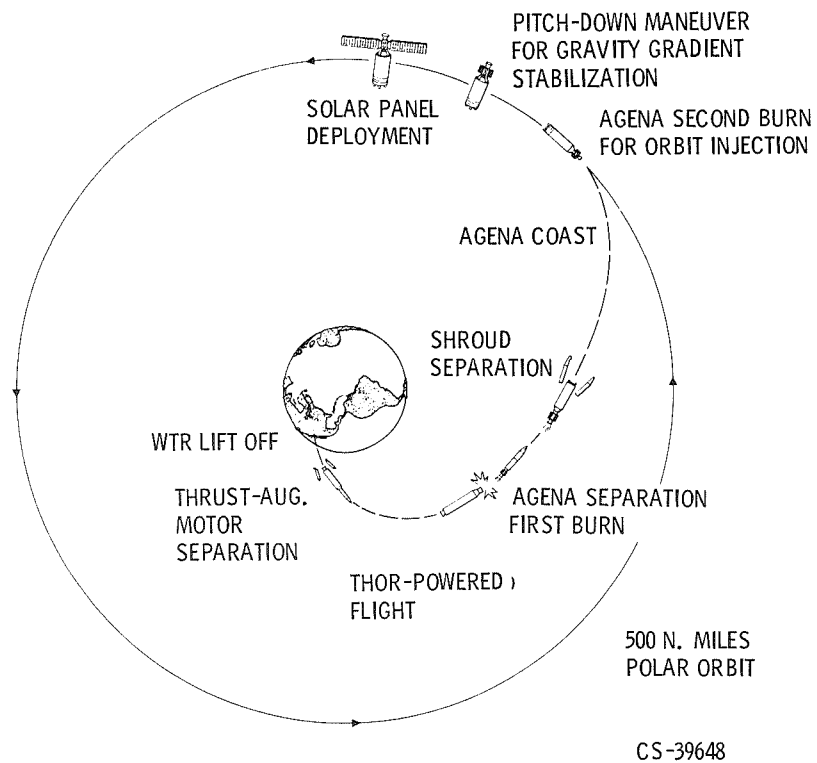 PITCH-DOWN MANEUVER
FOR GRAVITY GRADIENT
STABILIZATION
SOLAR PANEL
DEPLOYMENT
AGENA SECOND BURN
FOR ORBIT INJECTION
AGENA COAST
SHROUD
SEPARATION
WTR LIFT OFF
THRUST-AUG.
MOTOR
SEPARATION
AGENA SEPARATION
FIRST BURN
THOR-POWERED
FLIGHT
500 N. MILES
POLAR ORBIT
CS-39648